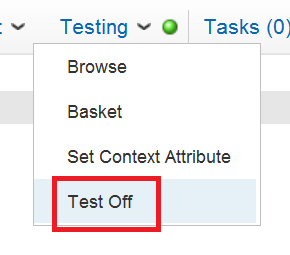 Testing
Tasks (0)
Browse
Basket
Set Context Attribute
Test Off